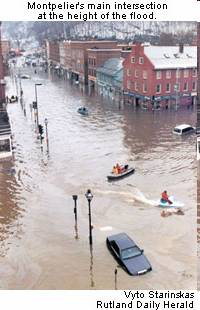 Montpelier's main intersection
at the height of the flood.
Vyto Starinskas
Rutland Daily Herald